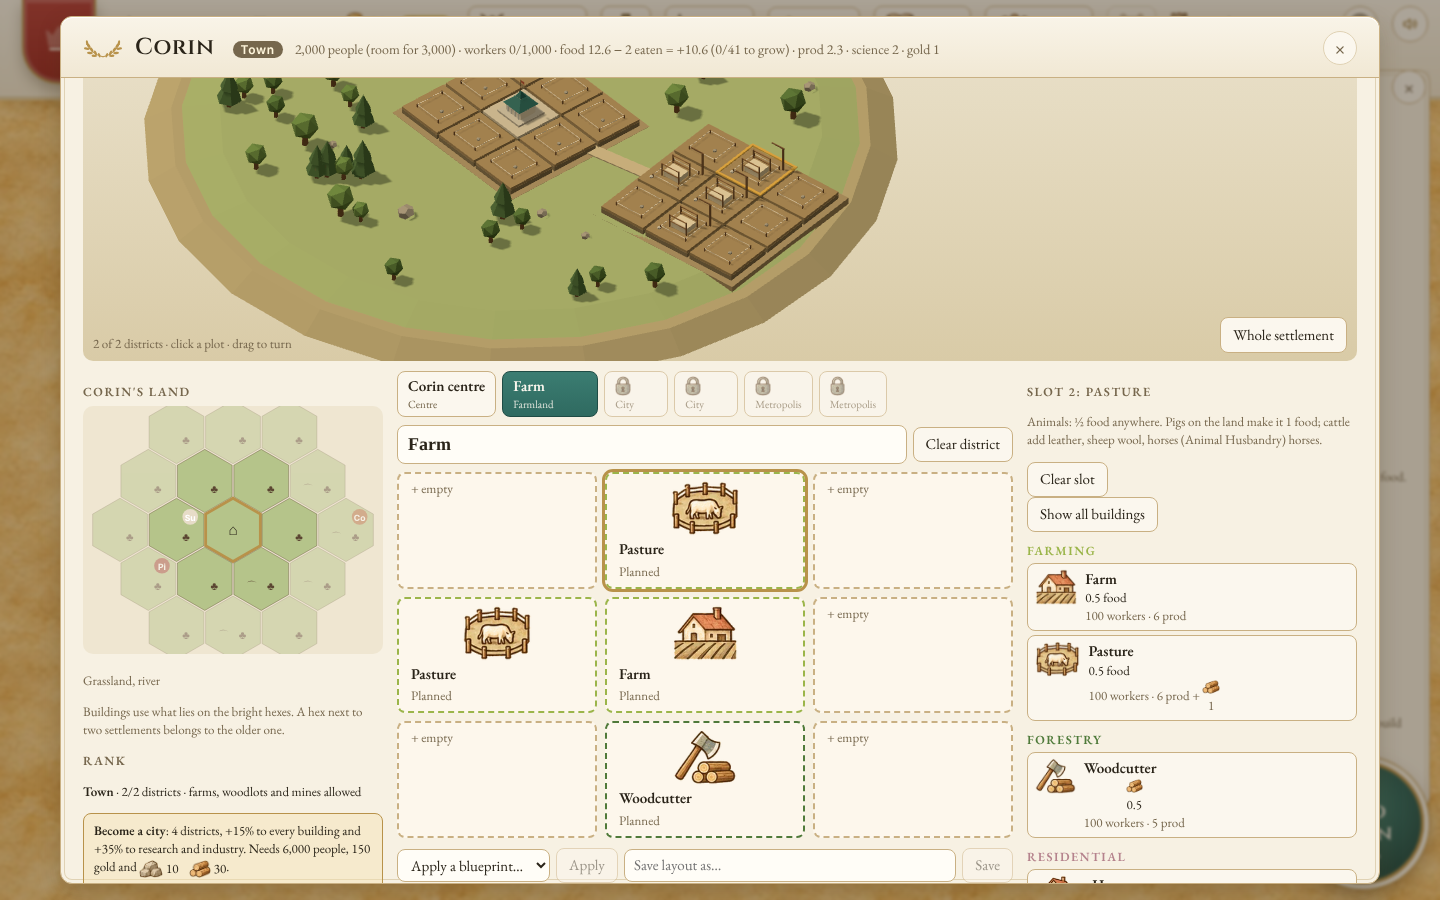 Corin
Town
2,000 people (room for 3,000) · workers 0/1,000 · food 12.6 − 2 eaten = +10.6 (0/41 to grow) · prod 2.3 · science 2 · gold 1
×
×
2 of 2 districts · click a plot · drag to turn
Whole settlement
CORIN'S LAND
Su
Co
Pi
Grassland, river
Buildings use what lies on the bright hexes. A hex next to
two settlements belongs to the older one.
RANK
Town · 2/2 districts · farms, woodlots and mines allowed
Become a city: 4 districts, +15% to every building and
+35% to research and industry. Needs 6,000 people, 150
gold and 10 30.
Corin centre
Centre
Farm
Farmland
City
City
Metropolis
Metropolis
Farm
Clear district
+ empty
Pasture
Planned
+ empty
Pasture
Planned
Farm
Planned
+ empty
+ empty
Woodcutter
Planned
+ empty
Apply a blueprint...
Apply
Save layout as...
Save
SLOT 2: PASTURE
Animals: ½ food anywhere. Pigs on the land make it 1 food; cattle
add leather, sheep wool, horses (Animal Husbandry) horses.
Clear slot
Show all buildings
FARMING
Farm
0.5 food
100 workers · 6 prod
Pasture
0.5 food
100 workers · 6 prod +
1
FORESTRY
Woodcutter
0.5
100 workers · 5 prod
RESIDENTIAL
food.